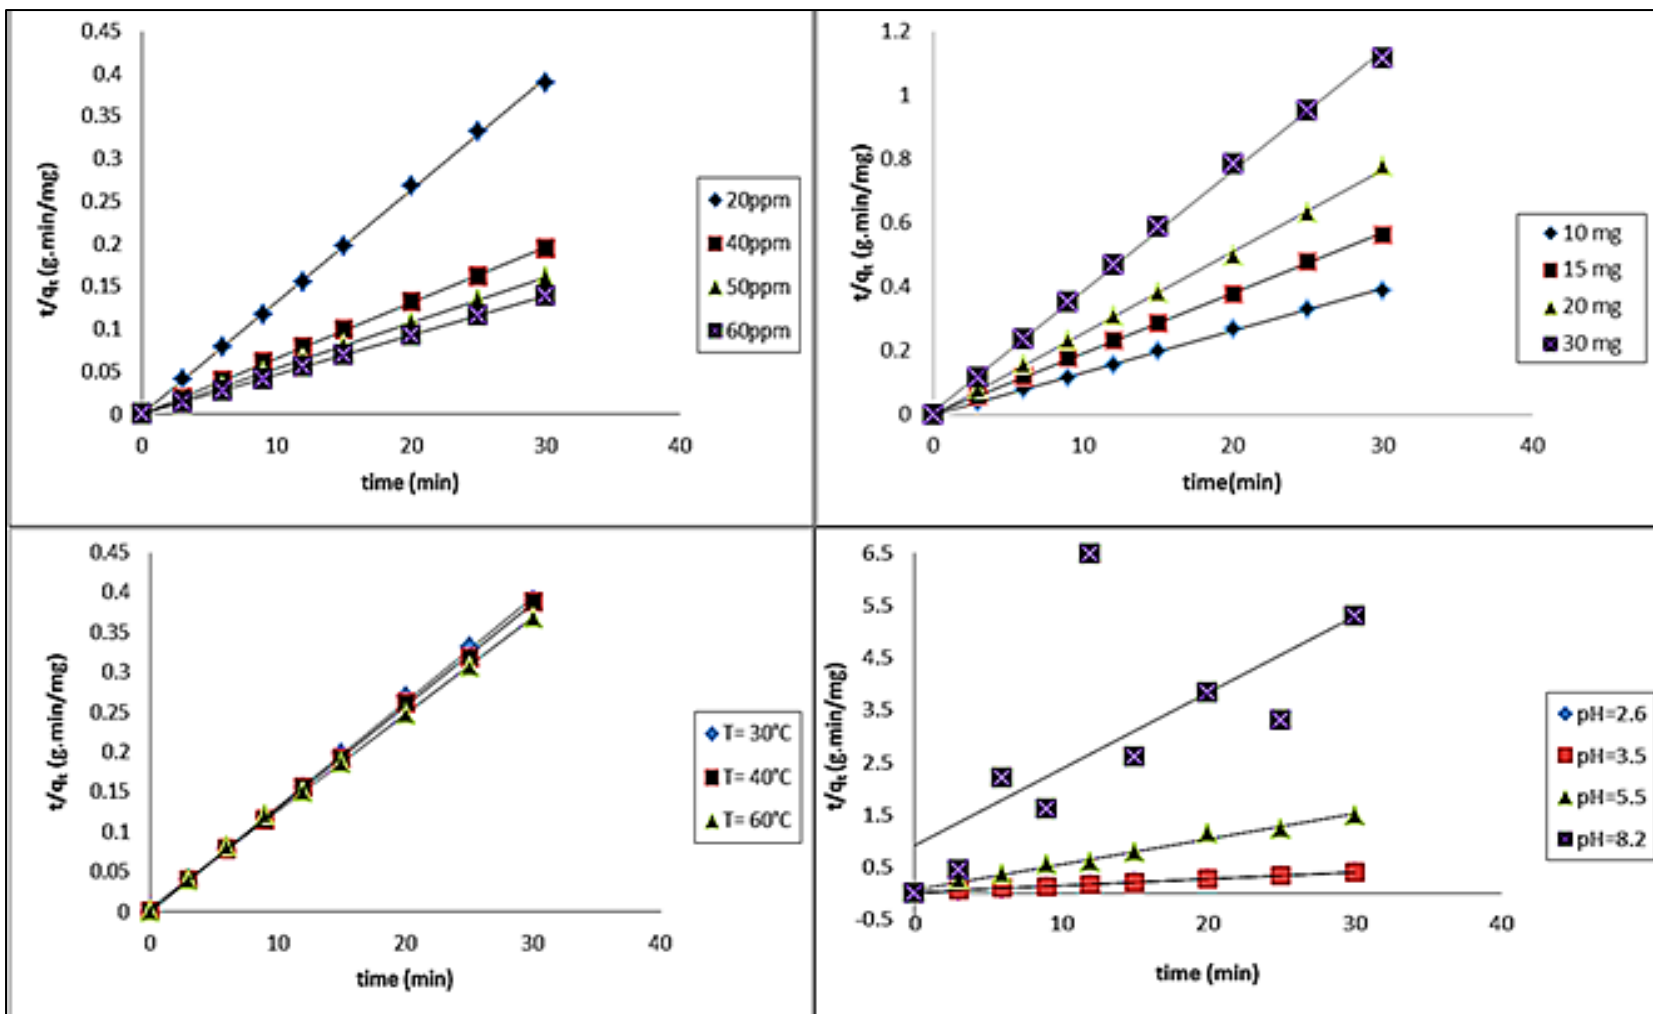 0.45
0.4
0.35
0.3
0.25
0.2
0.15
0.1
0.05
0
0 10 20 30 40
t/qt (g.min/mg)
time (min)
20ppm
40ppm
50ppm
60ppm
1.2
1
0.8
0.6
0.4
0.2
0
0 10 20 30 40
t/qt (g.min/mg)
time(min)
10 mg
15 mg
20 mg
30 mg
0.45
0.4
0.35
0.3
0.25
0.2
0.15
0.1
0.05
0
0 10 20 30 40
t/qt (g.min/mg)
time (min)
T= 30°C
T= 40°C
T= 60°C
6.5
5.5
4.5
3.5
2.5
1.5
0.5
-0.5
0 10 20 30 40
t/qt (g.min/mg)
time (min)
pH=2.6
pH=3.5
pH=5.5
pH=8.2